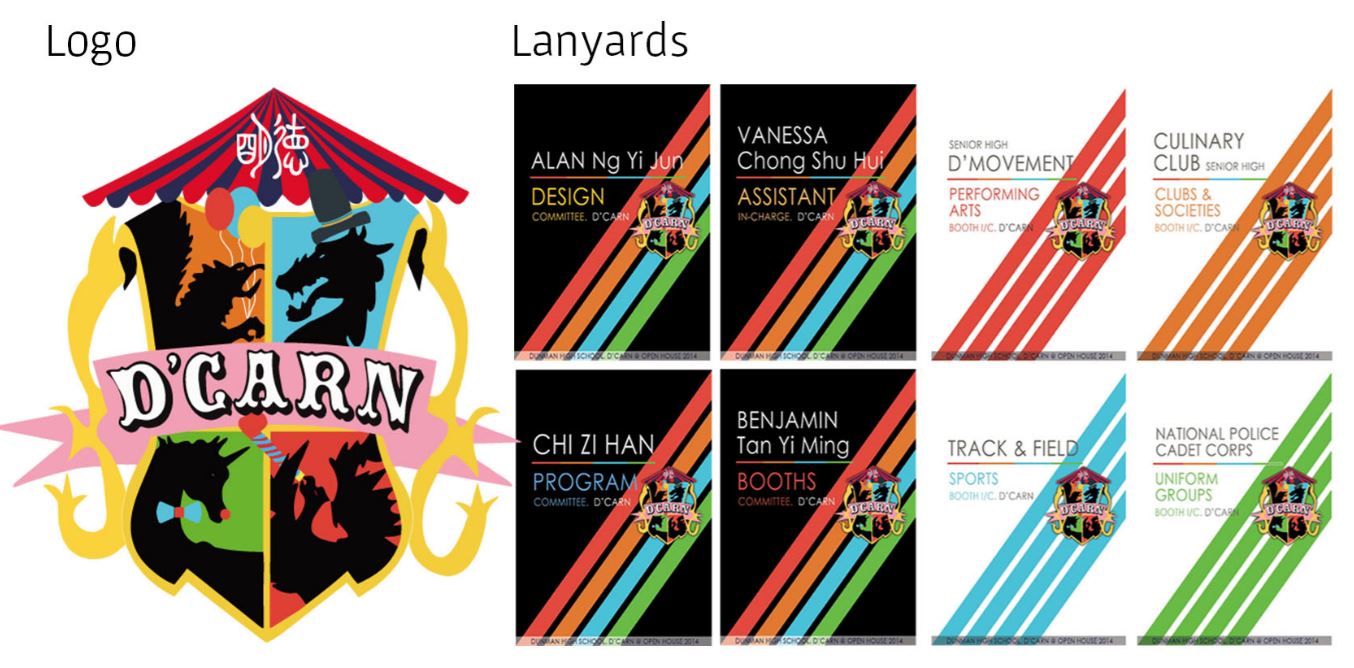 Logo
德明
D'CARN
Lanyards
ALAN Ng Yi Jun
DESIGN
COMMITTEE. D'CARN
D'CARN
DUNMAN HIGH SCHOOL, D'CARN @ OPEN HOUSE 2014
VANESSA
Chong Shu Hui
ASSISTANT
IN-CHARGE. D'CARN
D'CARN
DUNMAN HIGH SCHOOL, D'CARN @ OPEN HOUSE 2014
SENIOR HIGH
D'MOVEMENT
PERFORMING
ARTS
BOOTH I/C. D'CARN
D'CARN
DUNMAN HIGH SCHOOL, D'CARN @ OPEN HOUSE 2014
CULINARY
CLUB SENIOR HIGH
CLUBS &
SOCIETIES
BOOTH I/C. D'CARN
D'CARN
DUNMAN HIGH SCHOOL, D'CARN @ OPEN HOUSE 2014
CHI ZI HAN
PROGRAM
COMMITTEE. D'CARN
D'CARN
DUNMAN HIGH SCHOOL, D'CARN @ OPEN HOUSE 2014
BENJAMIN
Tan Yi Ming
BOOTHS
COMMITTEE. D'CARN
D'CARN
DUNMAN HIGH SCHOOL, D'CARN @ OPEN HOUSE 2014
TRACK & FIELD
SPORTS
BOOTH I/C. D'CARN
D'CARN
DUNMAN HIGH SCHOOL, D'CARN @ OPEN HOUSE 2014
NATIONAL POLICE
CADET CORPS
UNIFORM
GROUPS
BOOTH I/C. D'CARN
D'CARN
DUNMAN HIGH SCHOOL, D'CARN @ OPEN HOUSE 2014